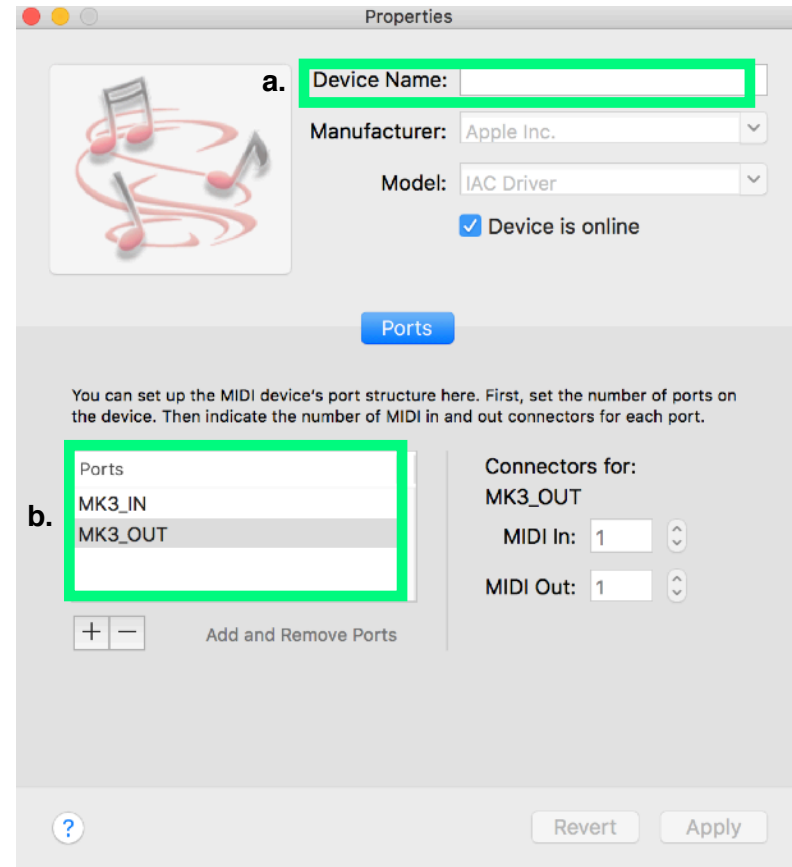 Properties
a. Device Name:
Manufacturer: Apple Inc.
Model: IAC Driver
Device is online
Ports
You can set up the MIDI device's port structure here. First, set the number of ports on
the device. Then indicate the number of MIDI in and out connectors for each port.
b.
Ports
MK3_IN
MK3_OUT
+ − Add and Remove Ports
Connectors for:
MK3_OUT
MIDI In: 1
MIDI Out: 1
? Revert Apply